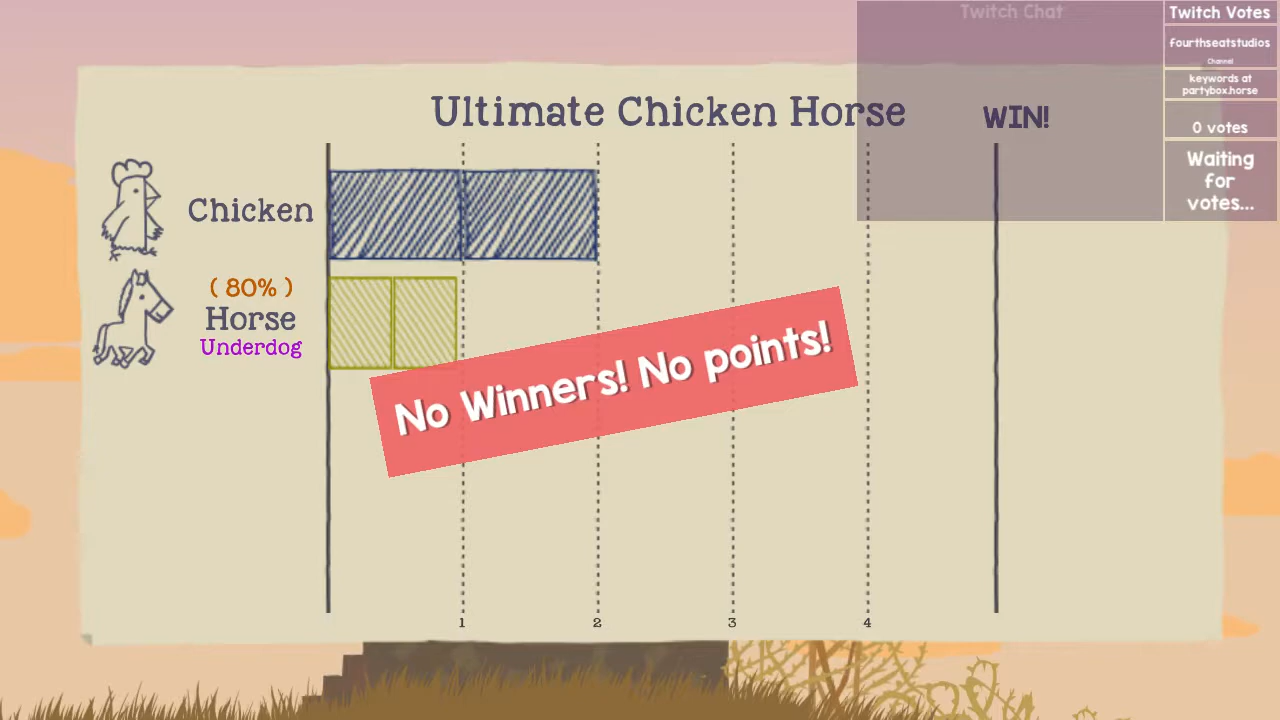 Twitch Chat
Twitch Votes
fourthseatstudios
Channel
keywords at
partybox.horse
0 votes
Waiting
for
votes...
Ultimate Chicken Horse
WIN!
Chicken
( 80% )
Horse
Underdog
No Winners! No points!
1 2 3 4